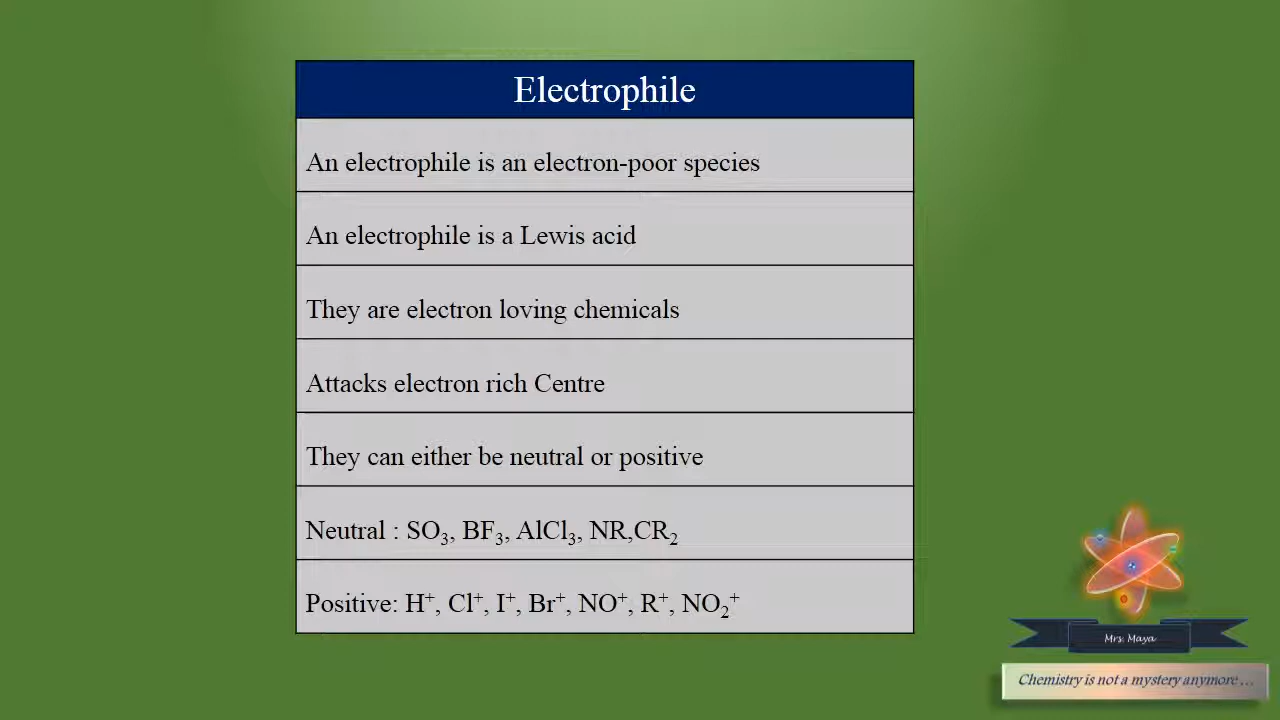 Electrophile
An electrophile is an electron-poor species
An electrophile is a Lewis acid
They are electron loving chemicals
Attacks electron rich Centre
They can either be neutral or positive
Neutral : SO₃, BF₃, AlCl₃, NR,CR₂
Positive: H⁺, Cl⁺, I⁺, Br⁺, NO⁺, R⁺, NO₂⁺
Mrs. Maya
Chemistry is not a mystery anymore ...